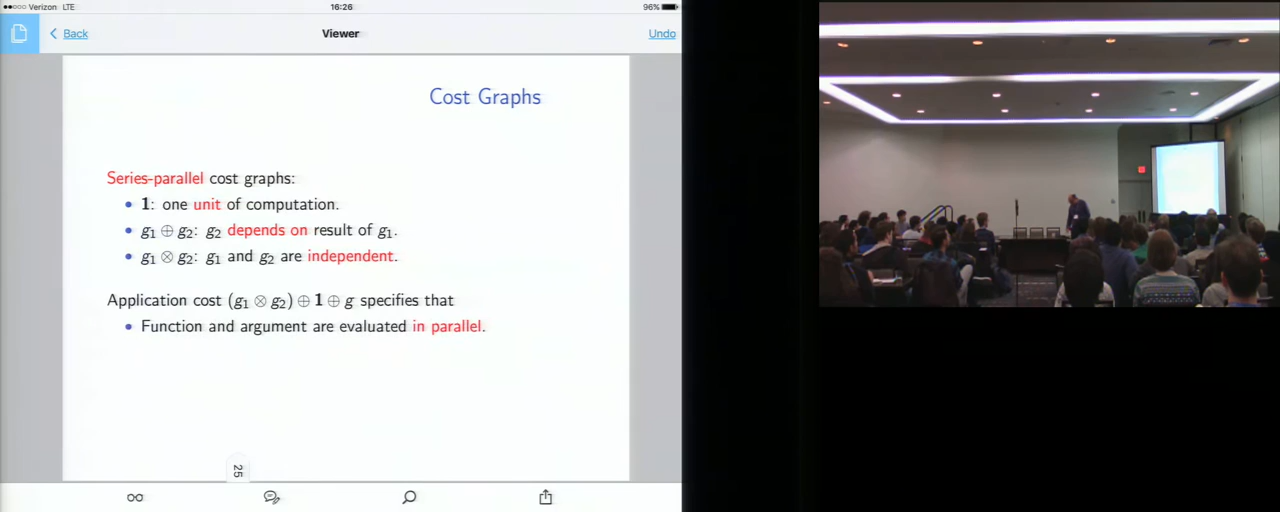 Verizon LTE 16:26 96%
Back Viewer Undo
Cost Graphs
Series-parallel cost graphs:
• 1: one unit of computation.
• g₁ ⊕ g₂: g₂ depends on result of g₁.
• g₁ ⊗ g₂: g₁ and g₂ are independent.
Application cost (g₁ ⊗ g₂) ⊕ 1 ⊕ g specifies that
• Function and argument are evaluated in parallel.
25